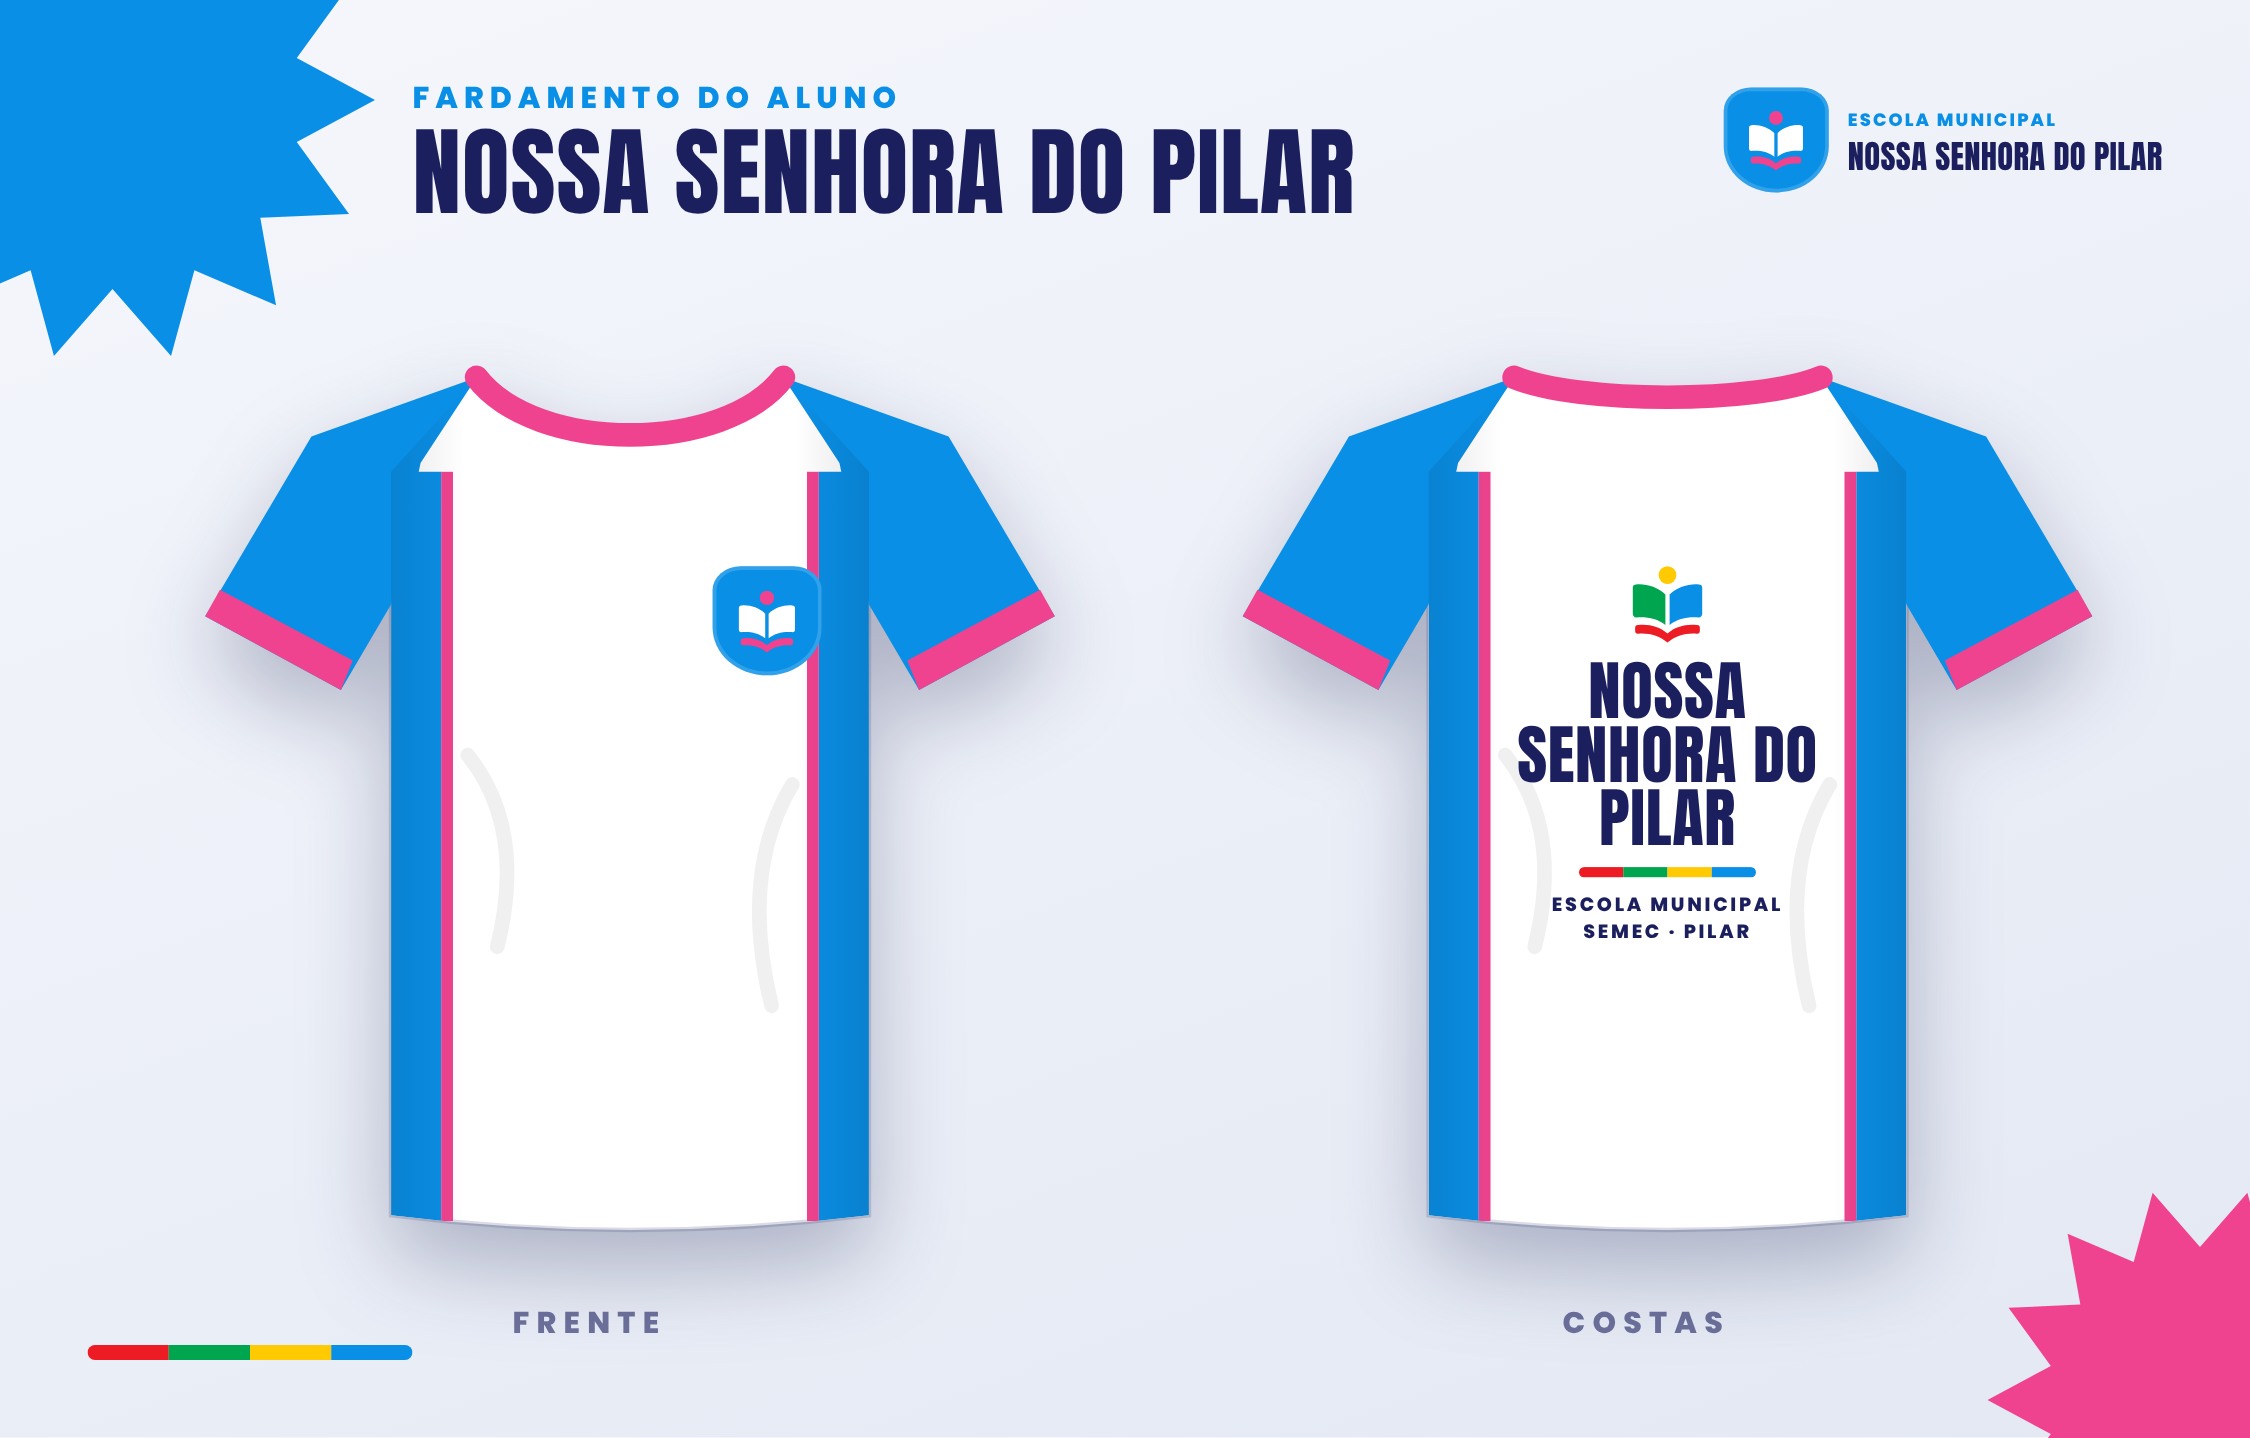 FARDAMENTO DO ALUNO
NOSSA SENHORA DO PILAR
ESCOLA MUNICIPAL
NOSSA SENHORA DO PILAR
NOSSA
SENHORA DO
PILAR
ESCOLA MUNICIPAL
SEMEC · PILAR
FRENTE
COSTAS